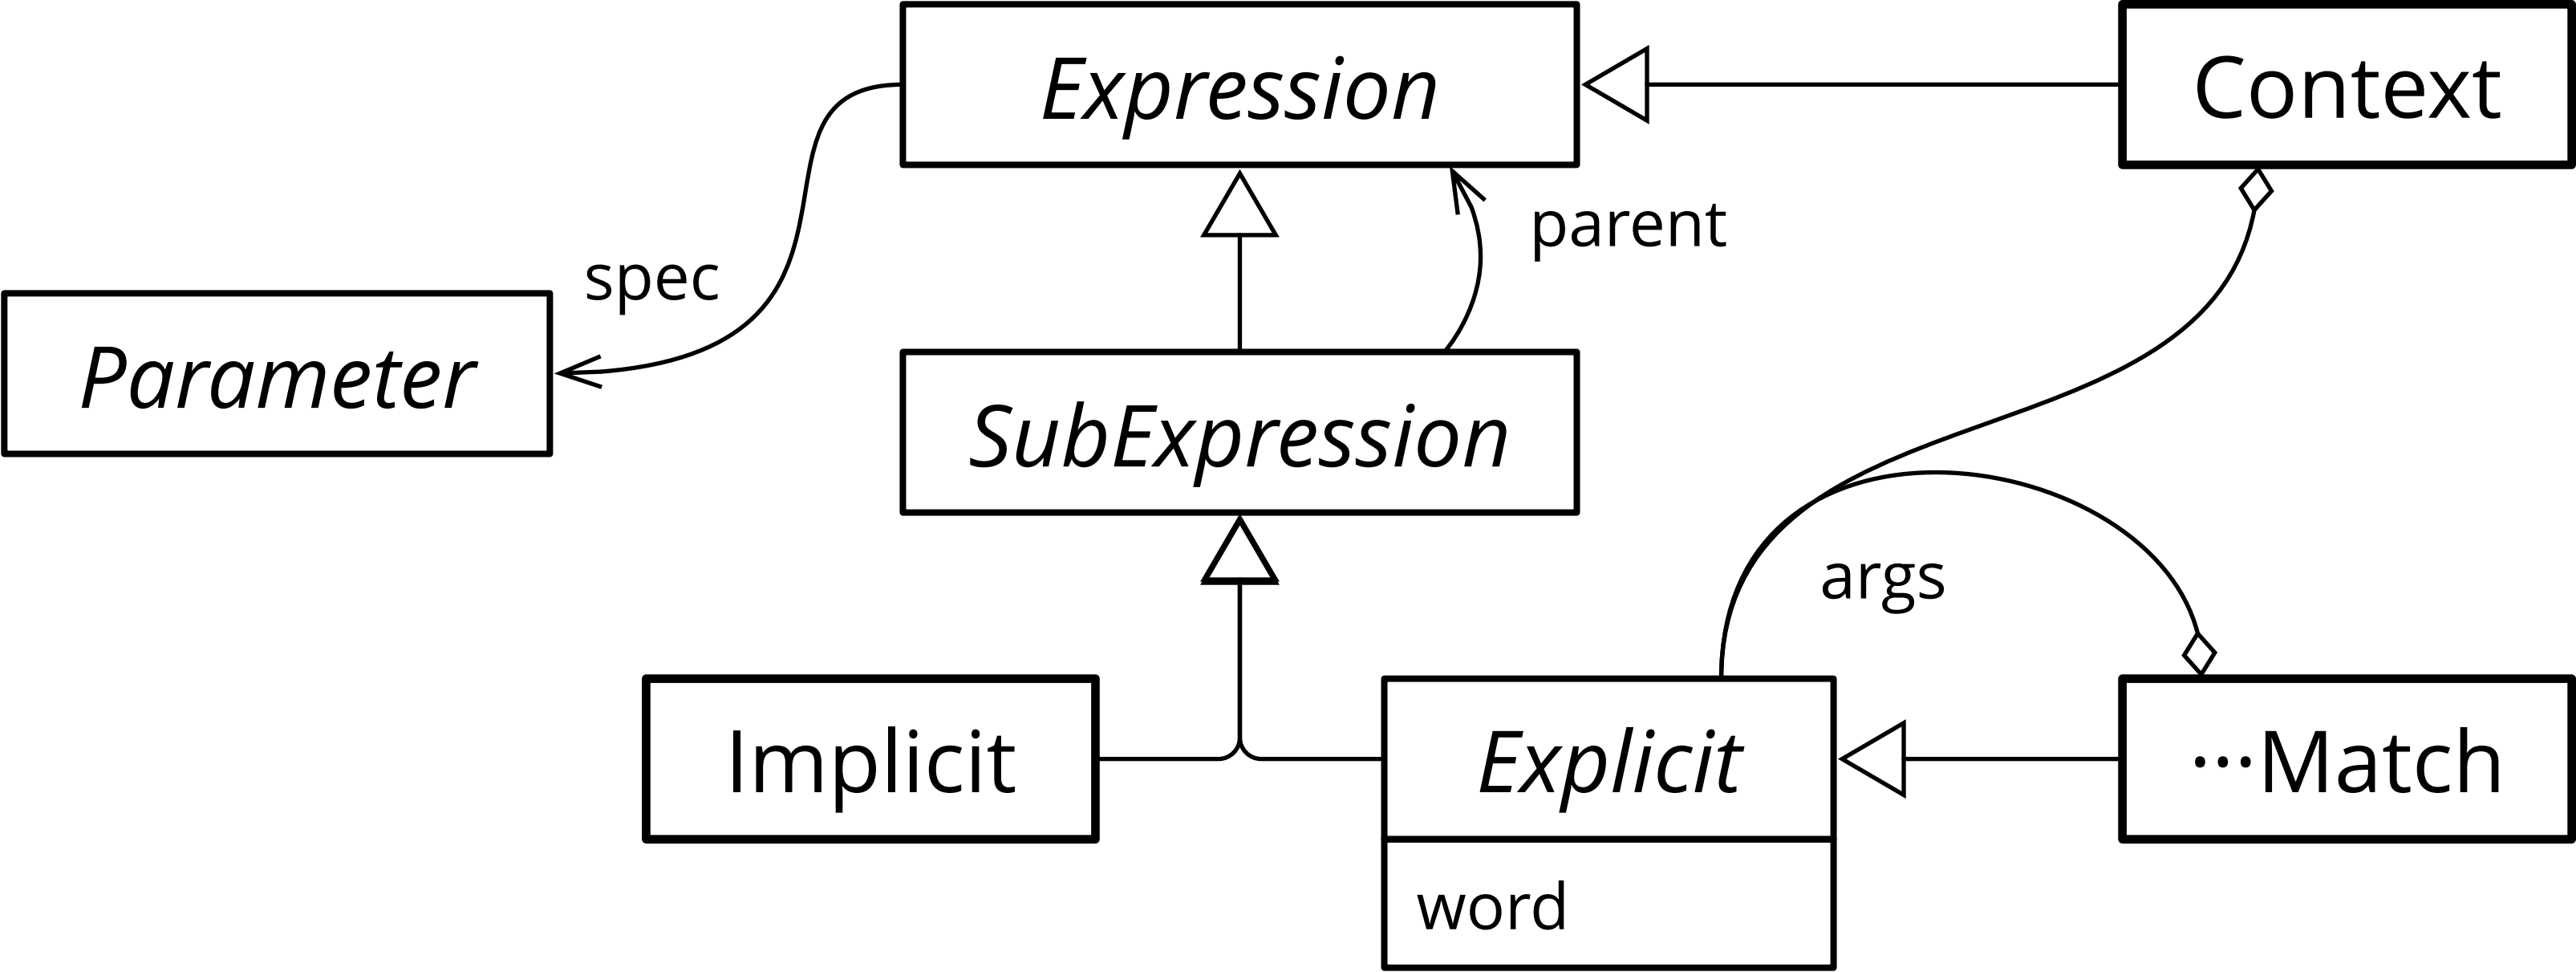 Expression
Context
parent
spec
Parameter
SubExpression
args
Implicit
Explicit
···Match
word